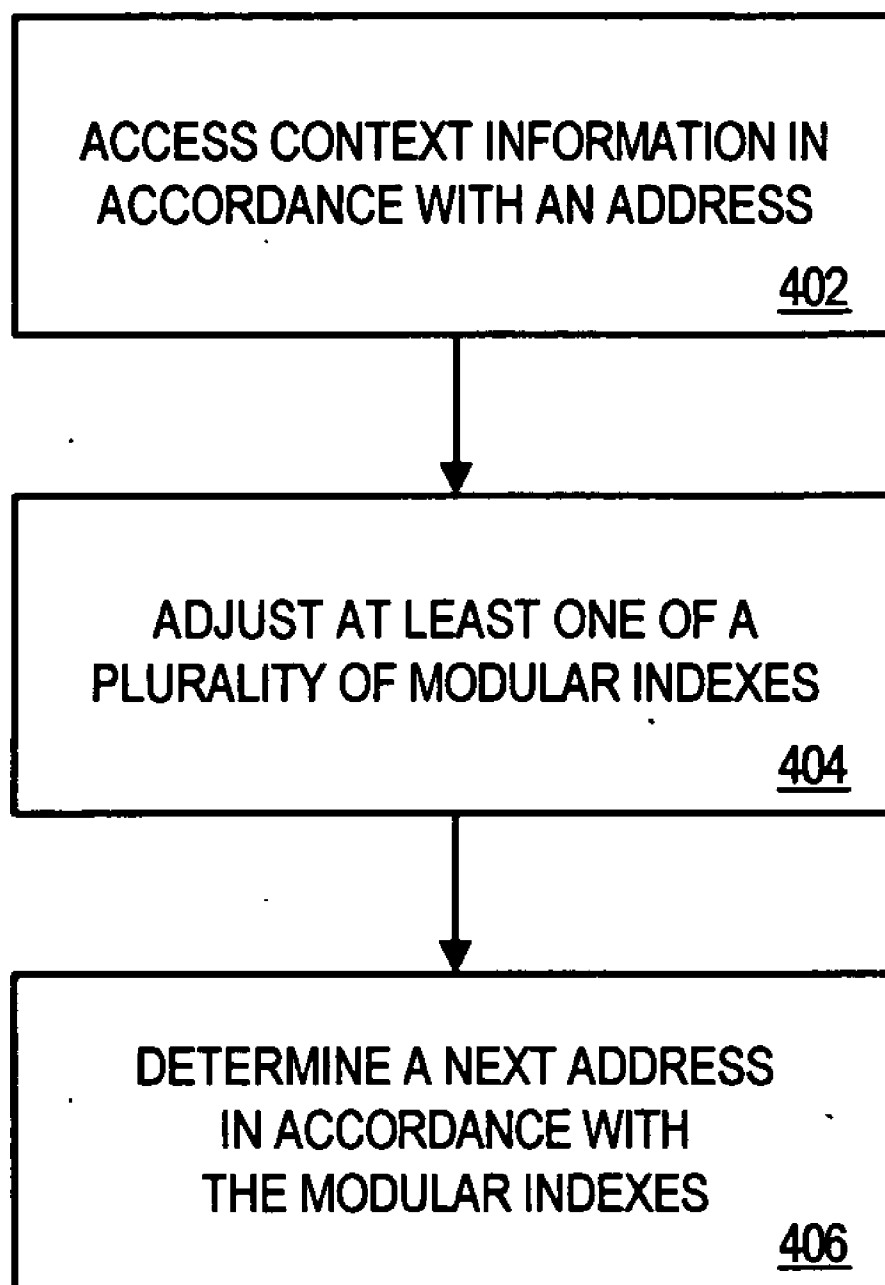 ACCESS CONTEXT INFORMATION IN
ACCORDANCE WITH AN ADDRESS
402
ADJUST AT LEAST ONE OF A
PLURALITY OF MODULAR INDEXES
404
DETERMINE A NEXT ADDRESS
IN ACCORDANCE WITH
THE MODULAR INDEXES
406